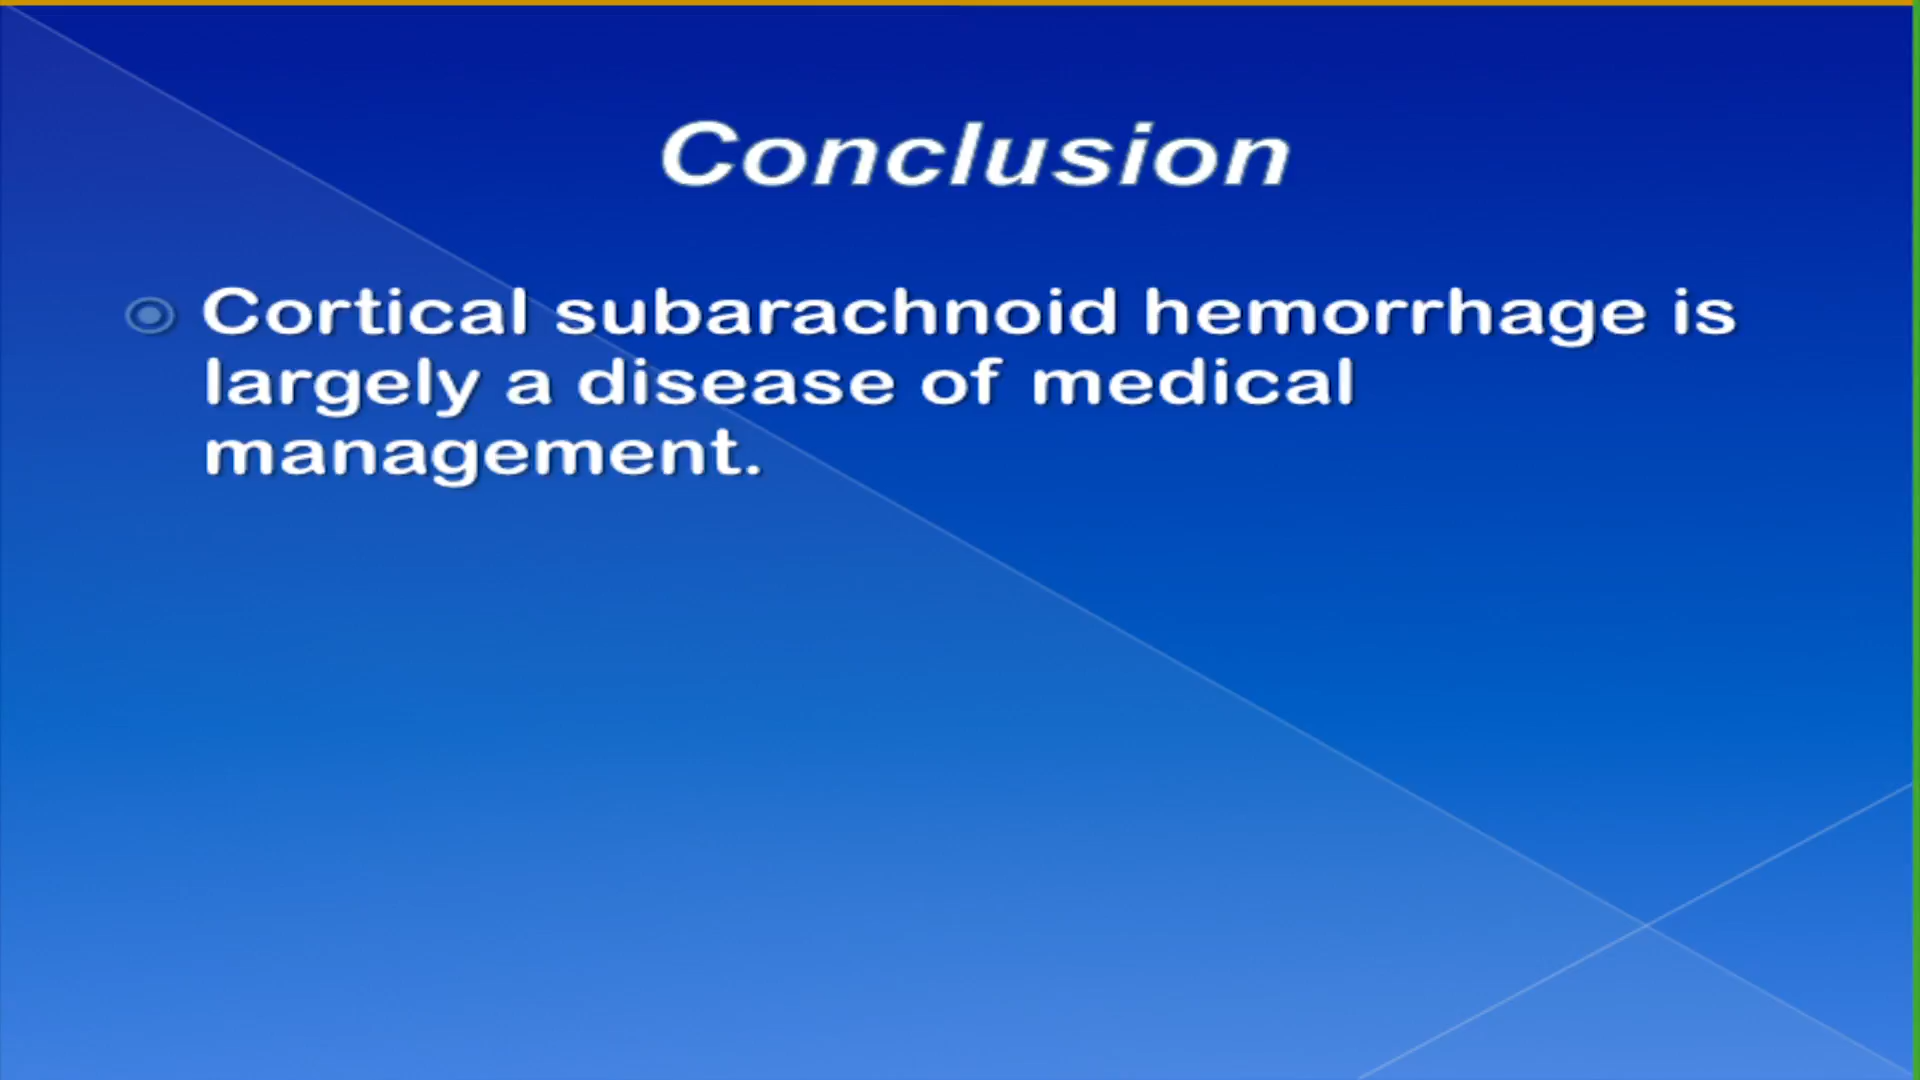 Conclusion
Cortical subarachnoid hemorrhage is
largely a disease of medical
management.